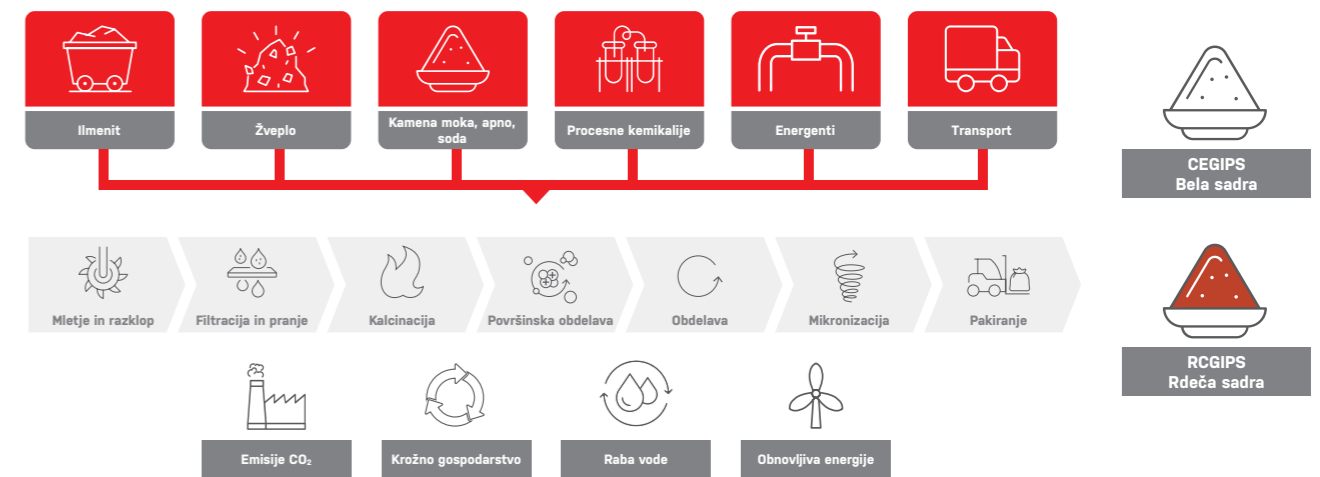 Ilmenit
Žveplo
Kamena moka, apno,
soda
Procesne kemikalije
Energenti
Transport
CEGIPS
Bela sadra
Mletje in razklop
Filtracija in pranje
Kalcinacija
Površinska obdelava
Obdelava
Mikronizacija
Pakiranje
RCGIPS
Rdeča sadra
Emisije CO₂
Krožno gospodarstvo
Raba vode
Obnovljiva energije